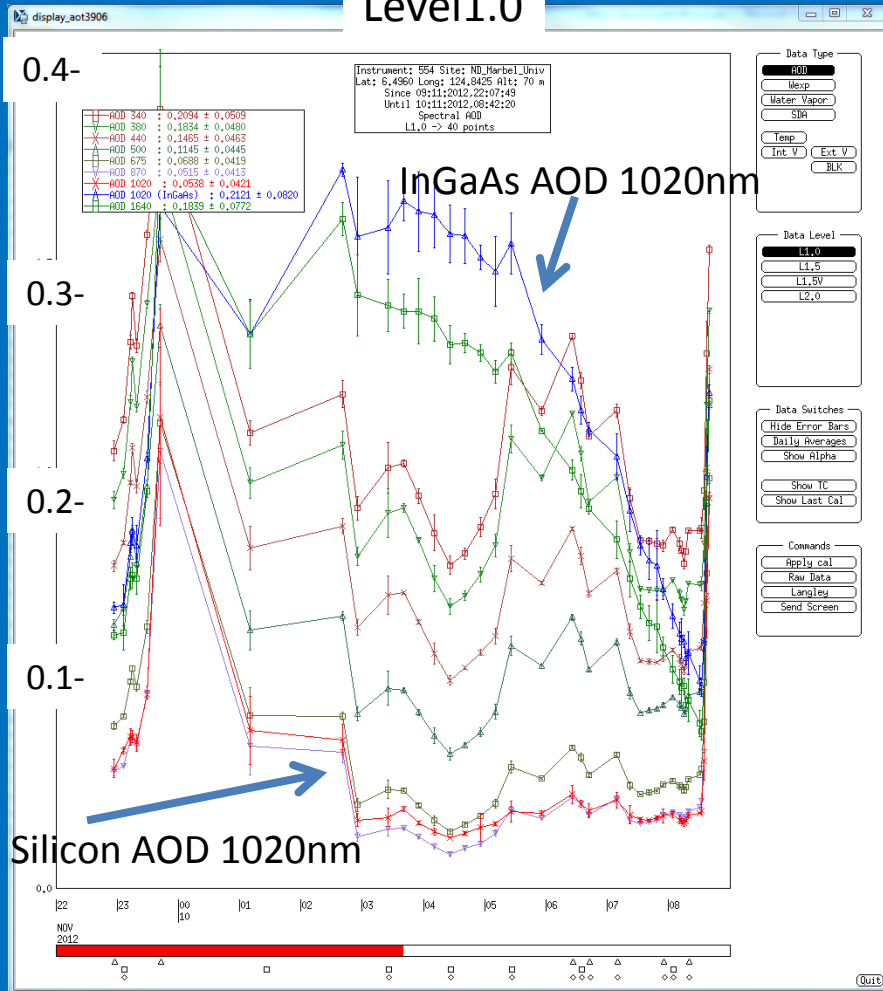 Level1.0
display_aot3906
0.4-
Instrument: 554 Site: ND_Marbel_Univ
Lat: 6.4960 Long: 124.8425 Alt: 70 m
Since 09:11:2012,22:07:49
Until 10:11:2012,08:42:20
Spectral AOD
L1.0 -> 40 points
AOD 340 : 0.2094 ± 0.0509
AOD 380 : 0.1834 ± 0.0480
AOD 440 : 0.1465 ± 0.0463
AOD 500 : 0.1145 ± 0.0445
AOD 675 : 0.0688 ± 0.0419
AOD 870 : 0.0515 ± 0.0413
AOD 1020 : 0.0538 ± 0.0421
AOD 1020 (InGaAs) : 0.2121 ± 0.0820
AOD 1640 : 0.1839 ± 0.0772
InGaAs AOD 1020nm
0.3-
0.2-
0.1-
Silicon AOD 1020nm
0.0
22 23 00 01 02 03 04 05 06 07 08
10
NOV
2012
Data Type
AOD
Wexp
Water Vapor
SDA
Temp
Int V Ext V
BLK
Data Level
L1.0
L1.5
L1.5V
L2.0
Data Switches
Hide Error Bars
Daily Averages
Show Alpha
Show TC
Show Last Cal
Commands
Apply cal
Raw Data
Langley
Send Screen
Quit